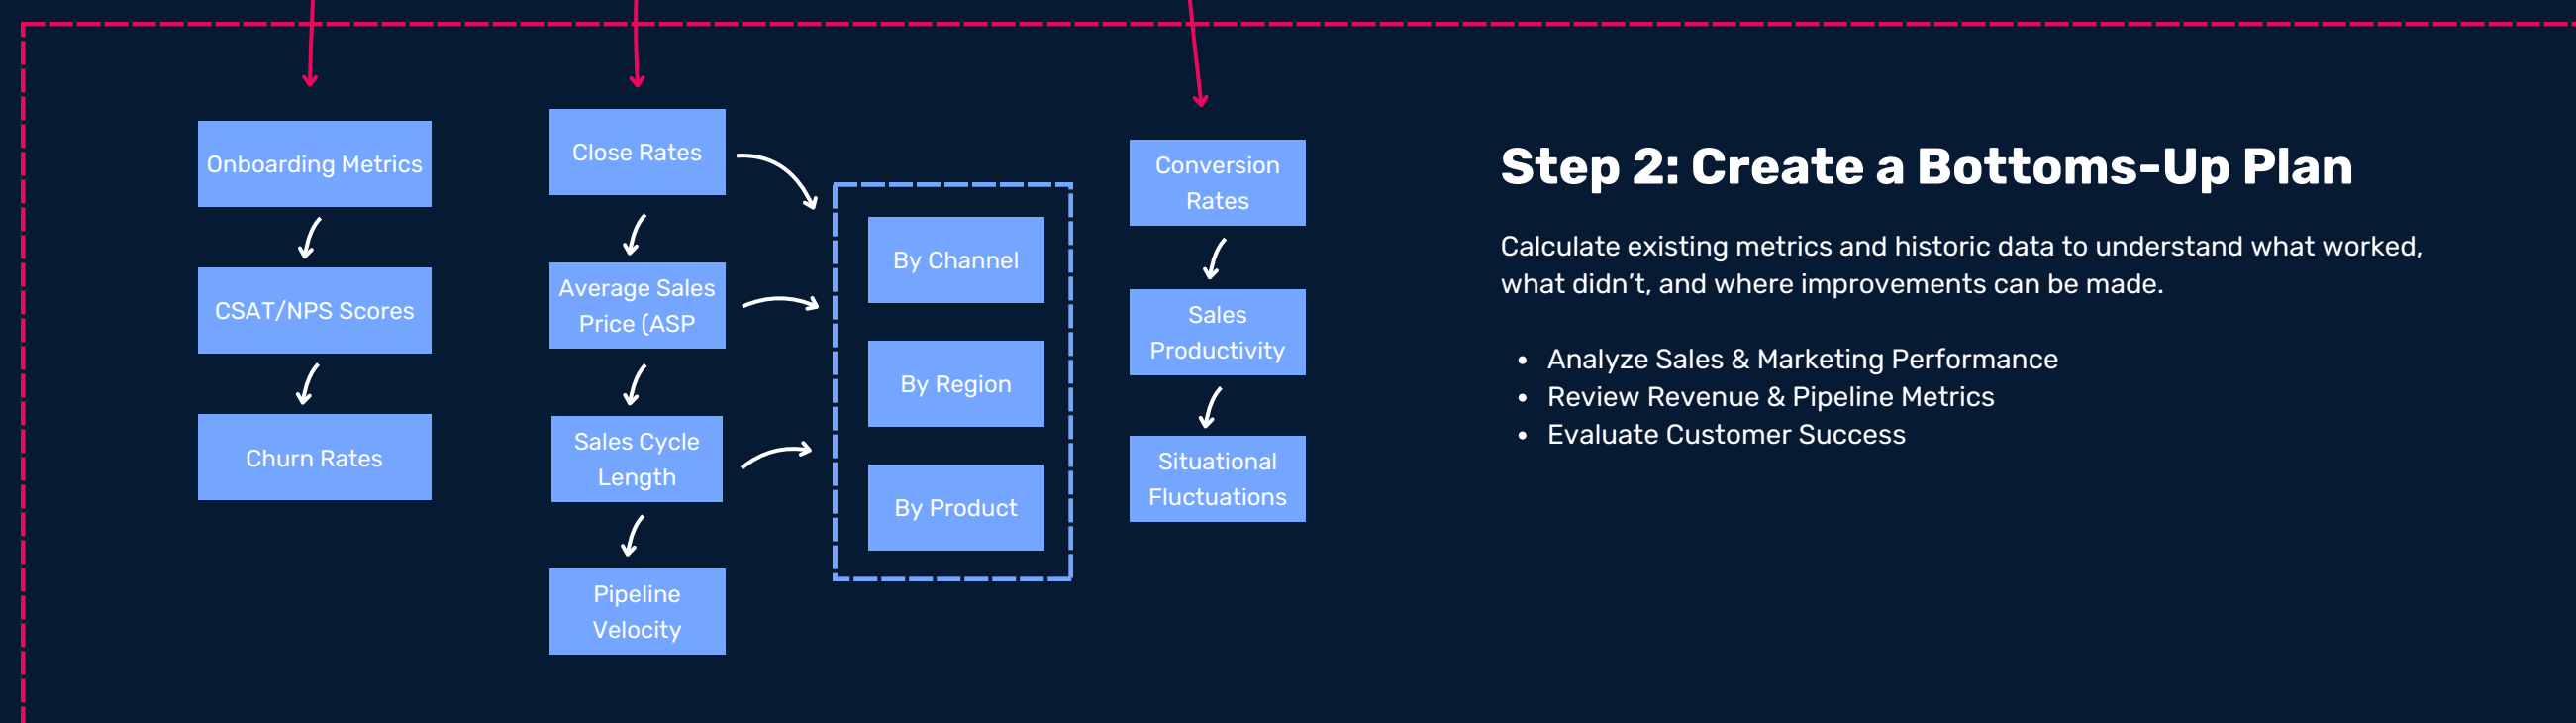 Onboarding Metrics
CSAT/NPS Scores
Churn Rates
Close Rates
Average Sales
Price (ASP
Sales Cycle
Length
Pipeline
Velocity
By Channel
By Region
By Product
Conversion
Rates
Sales
Productivity
Situational
Fluctuations
Step 2: Create a Bottoms-Up Plan
Calculate existing metrics and historic data to understand what worked,
what didn’t, and where improvements can be made.
• Analyze Sales & Marketing Performance
• Review Revenue & Pipeline Metrics
• Evaluate Customer Success